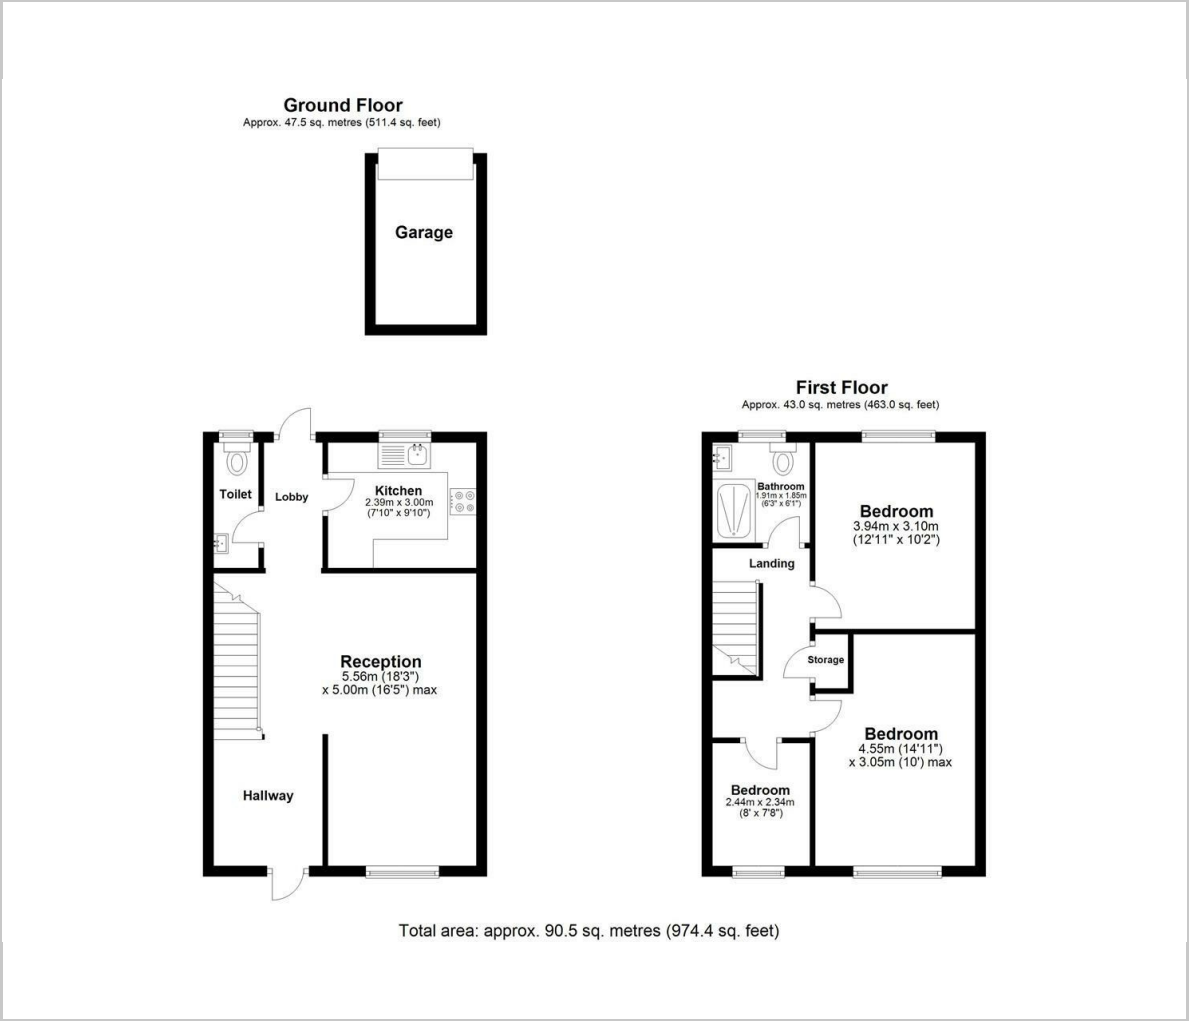 Ground Floor
Approx. 47.5 sq. metres (511.4 sq. feet)
Garage
First Floor
Approx. 43.0 sq. metres (463.0 sq. feet)
Toilet
Lobby
Kitchen
2.39m x 3.00m
(7'10" x 9'10")
Reception
5.56m (18'3")
x 5.00m (16'5") max
Hallway
Bathroom
1.91m x 1.85m
(6'3" x 6'1")
Bedroom
3.94m x 3.10m
(12'11" x 10'2")
Landing
Storage
Bedroom
4.55m (14'11")
x 3.05m (10') max
Bedroom
2.44m x 2.34m
(8' x 7'8")
Total area: approx. 90.5 sq. metres (974.4 sq. feet)